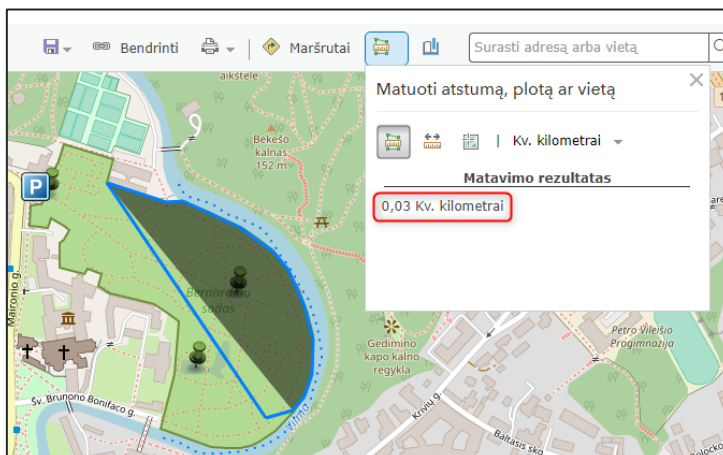 Bendrinti
Maršrutai
Surasti adresą arba vietą
Matuoti atstumą, plotą ar vietą
Kv. kilometrai
Matavimo rezultatas
0,03 Kv. kilometrai
aikštelė
Bekešo
kalnas
152 m
P
Maironio g.
Bernardinų
sodas
Gedimino
kapo kalno
regykla
Petro Vileišio
Progimnazija
Šv. Brunono Bonifaco g.
Vilnia
Krivių g.
Baltasis skg.